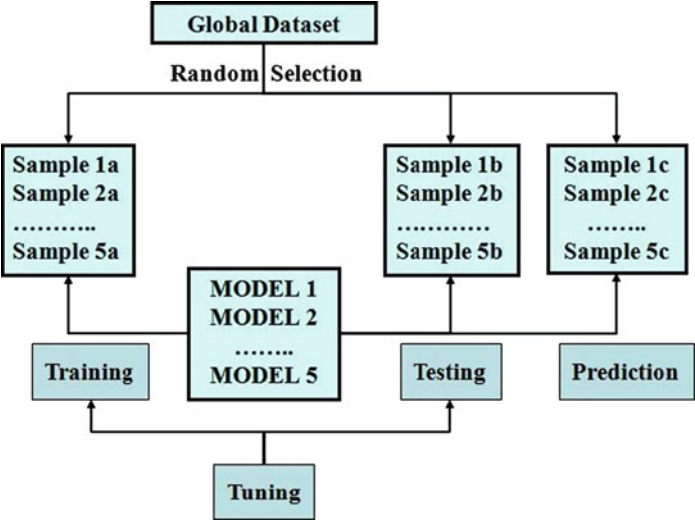 Global Dataset
Random Selection
Sample 1a
Sample 2a
...........
Sample 5a
Sample 1b
Sample 2b
............
Sample 5b
Sample 1c
Sample 2c
........
Sample 5c
MODEL 1
MODEL 2
........
MODEL 5
Training
Testing
Prediction
Tuning